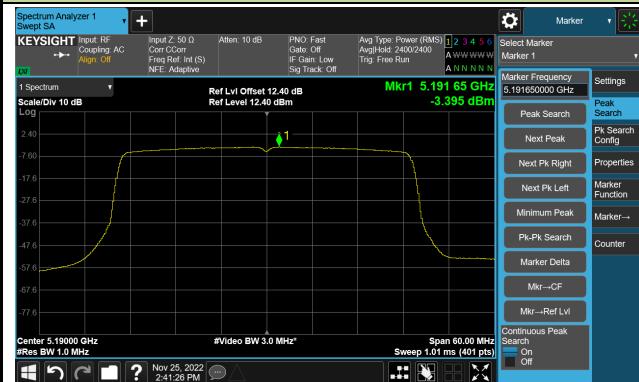 Spectrum Analyzer 1
Swept SA
Marker
KEYSIGHT
Input: RF
Coupling: AC
Align: Off
Input Z: 50 Ω
Corr CCorr
Freq Ref: Int (S)
NFE: Adaptive
Atten: 10 dB
PNO: Fast
Gate: Off
IF Gain: Low
Sig Track: Off
Avg Type: Power (RMS)
Avg|Hold: 2400/2400
Trig: Free Run
1 2 3 4 5 6
A W W W W W
A N N N N N
Select Marker
Marker 1
1 Spectrum
Scale/Div 10 dB
Log
Ref Lvl Offset 12.40 dB
Ref Level 12.40 dBm
Mkr1 5.191 65 GHz
-3.395 dBm
1
2.40
-7.60
-17.6
-27.6
-37.6
-47.6
-57.6
-67.6
-77.6
Center 5.19000 GHz
#Res BW 1.0 MHz
#Video BW 3.0 MHz*
Span 60.00 MHz
Sweep 1.01 ms (401 pts)
Marker Frequency
5.191650000 GHz
Peak Search
Next Peak
Next Pk Right
Next Pk Left
Minimum Peak
Pk-Pk Search
Marker Delta
Mkr→CF
Mkr→Ref Lvl
Continuous Peak
Search
On
Off
Settings
Peak
Search
Pk Search
Config
Properties
Marker
Function
Marker→
Counter
?
Nov 25, 2022
2:41:26 PM